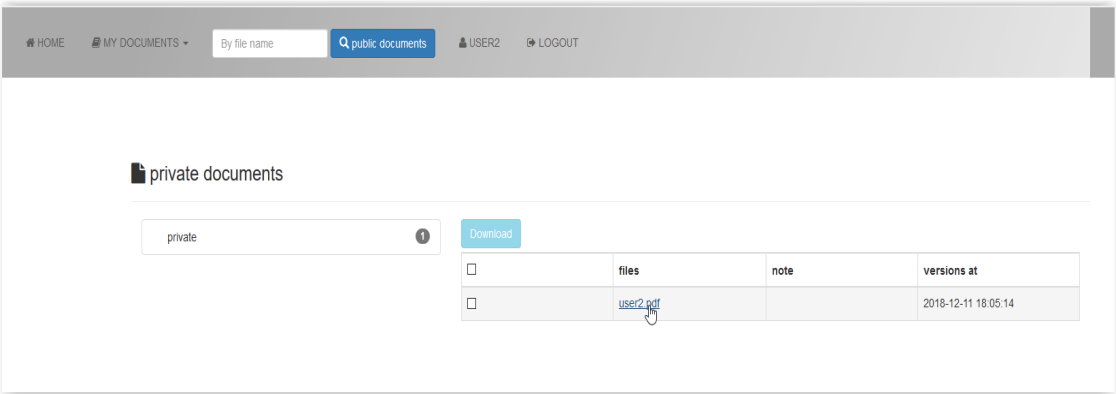 HOME MY DOCUMENTS By file name public documents USER2 LOGOUT
private documents
private 1
Download
files note versions at
user2.pdf 2018-12-11 18:05:14